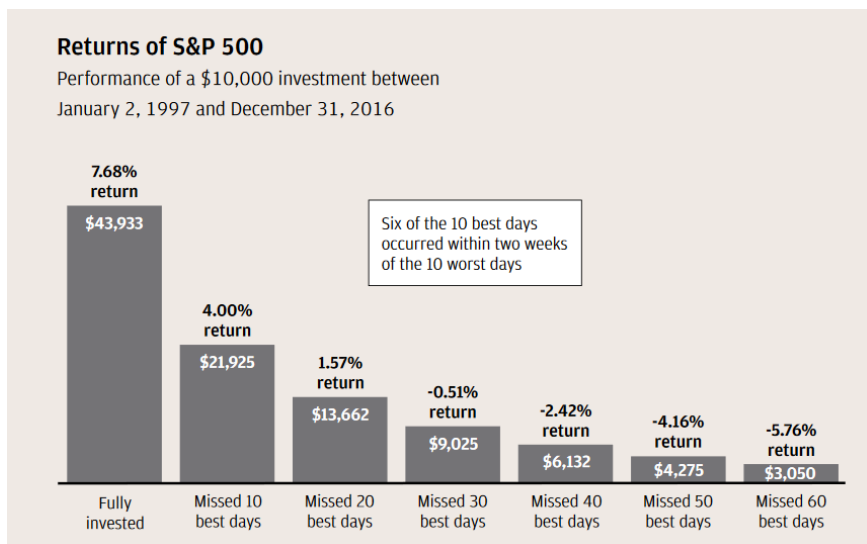 Returns of S&P 500
Performance of a $10,000 investment between
January 2, 1997 and December 31, 2016
7.68%
return
$43,933
Six of the 10 best days
occurred within two weeks
of the 10 worst days
4.00%
return
$21,925
1.57%
return
$13,662
-0.51%
return
$9,025
-2.42%
return
$6,132
-4.16%
return
$4,275
-5.76%
return
$3,050
Fully
invested
Missed 10
best days
Missed 20
best days
Missed 30
best days
Missed 40
best days
Missed 50
best days
Missed 60
best days